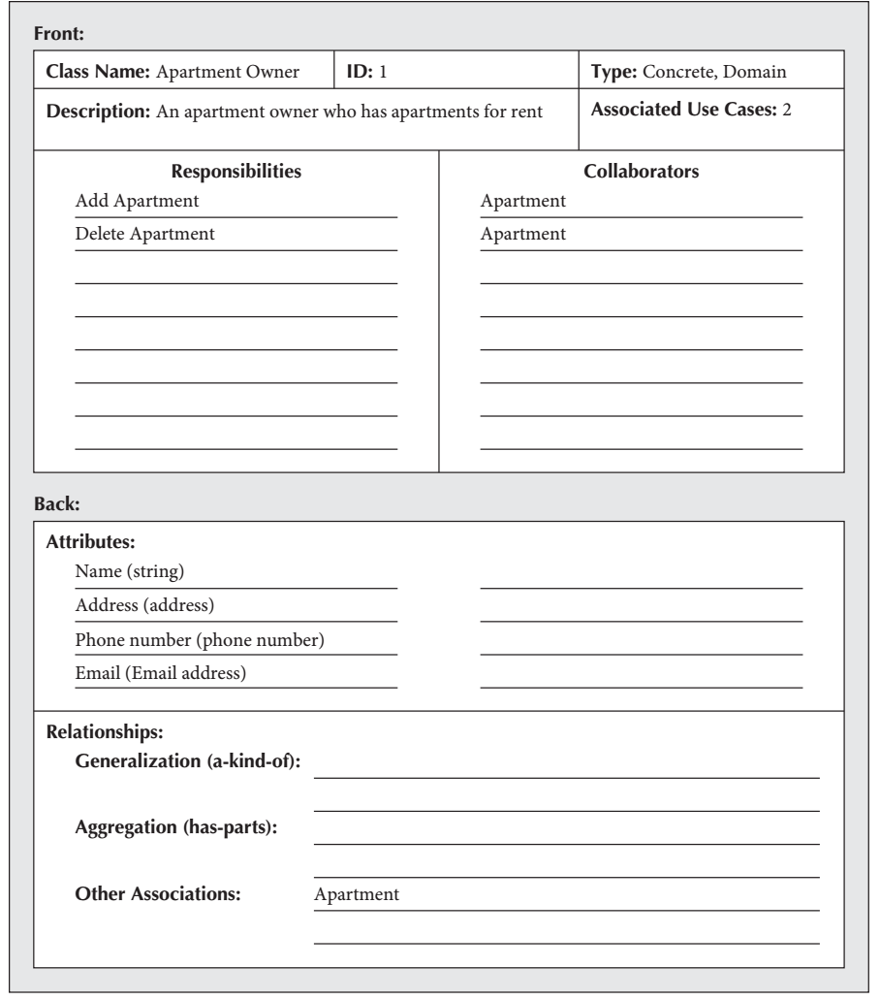 Front:
Class Name: Apartment Owner
ID: 1
Type: Concrete, Domain
Description: An apartment owner who has apartments for rent
Associated Use Cases: 2
Responsibilities
Collaborators
Add Apartment
Apartment
Delete Apartment
Apartment
Back:
Attributes:
Name (string)
Address (address)
Phone number (phone number)
Email (Email address)
Relationships:
Generalization (a-kind-of):
Aggregation (has-parts):
Other Associations: Apartment